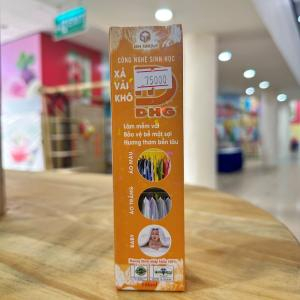 CÔNG NGHỆ SINH HỌC
XẢ
VẢI
KHÔ
75000
DHG
Làm mềm vải
Bảo vệ bề mặt sợi
Hương thơm bền lâu
ÁO MÀU
ÁO TRẮNG
BABY